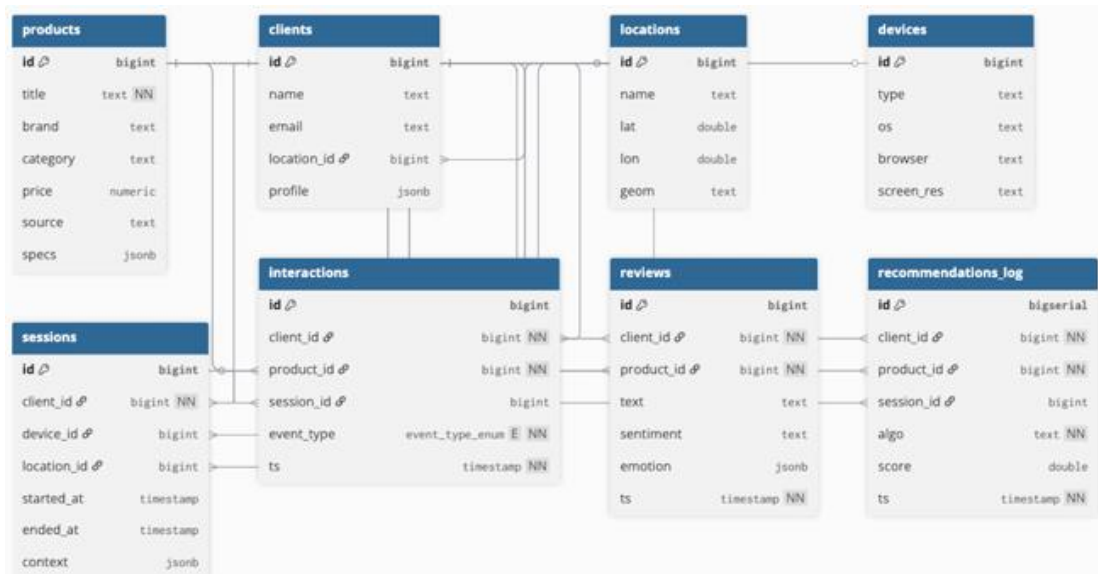 products
id bigint
title text NN
brand text
category text
price numeric
source text
specs jsonb
clients
id bigint
name text
email text
location_id bigint
profile jsonb
locations
id bigint
name text
lat double
lon double
geom text
devices
id bigint
type text
os text
browser text
screen_res text
sessions
id bigint
client_id bigint NN
device_id bigint
location_id bigint
started_at timestamp
ended_at timestamp
context jsonb
interactions
id bigint
client_id bigint NN
product_id bigint NN
session_id bigint
event_type event_type_enum E NN
ts timestamp NN
reviews
id bigint
client_id bigint NN
product_id bigint NN
text text
sentiment text
emotion jsonb
ts timestamp NN
recommendations_log
id bigserial
client_id bigint NN
product_id bigint NN
session_id bigint
algo text NN
score double
ts timestamp NN